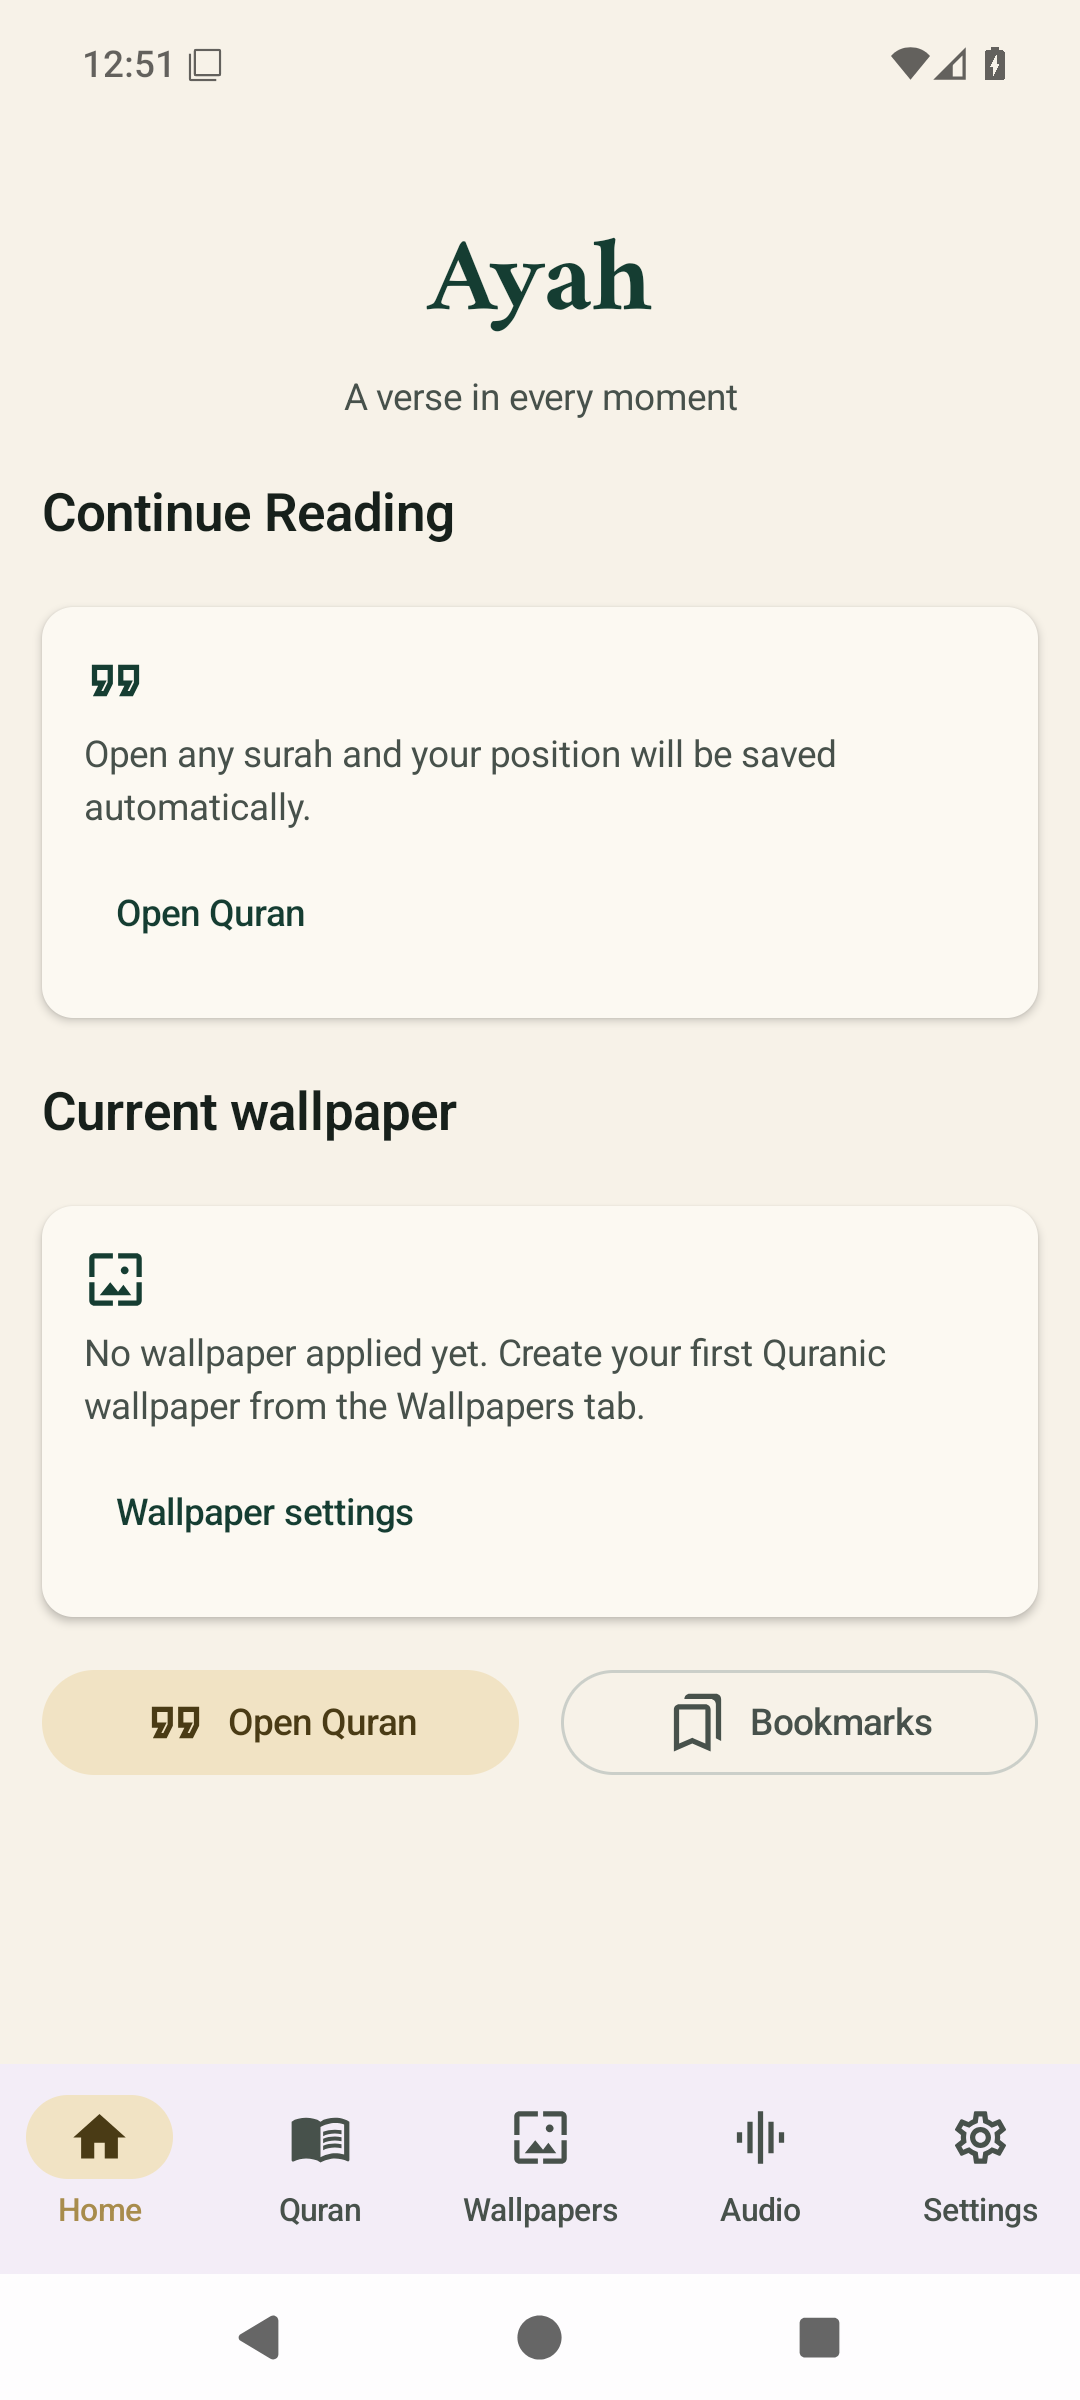 12:51
Ayah
A verse in every moment
Continue Reading
Open any surah and your position will be saved
automatically.
Open Quran
Current wallpaper
No wallpaper applied yet. Create your first Quranic
wallpaper from the Wallpapers tab.
Wallpaper settings
Open Quran
Bookmarks
Home
Quran
Wallpapers
Audio
Settings